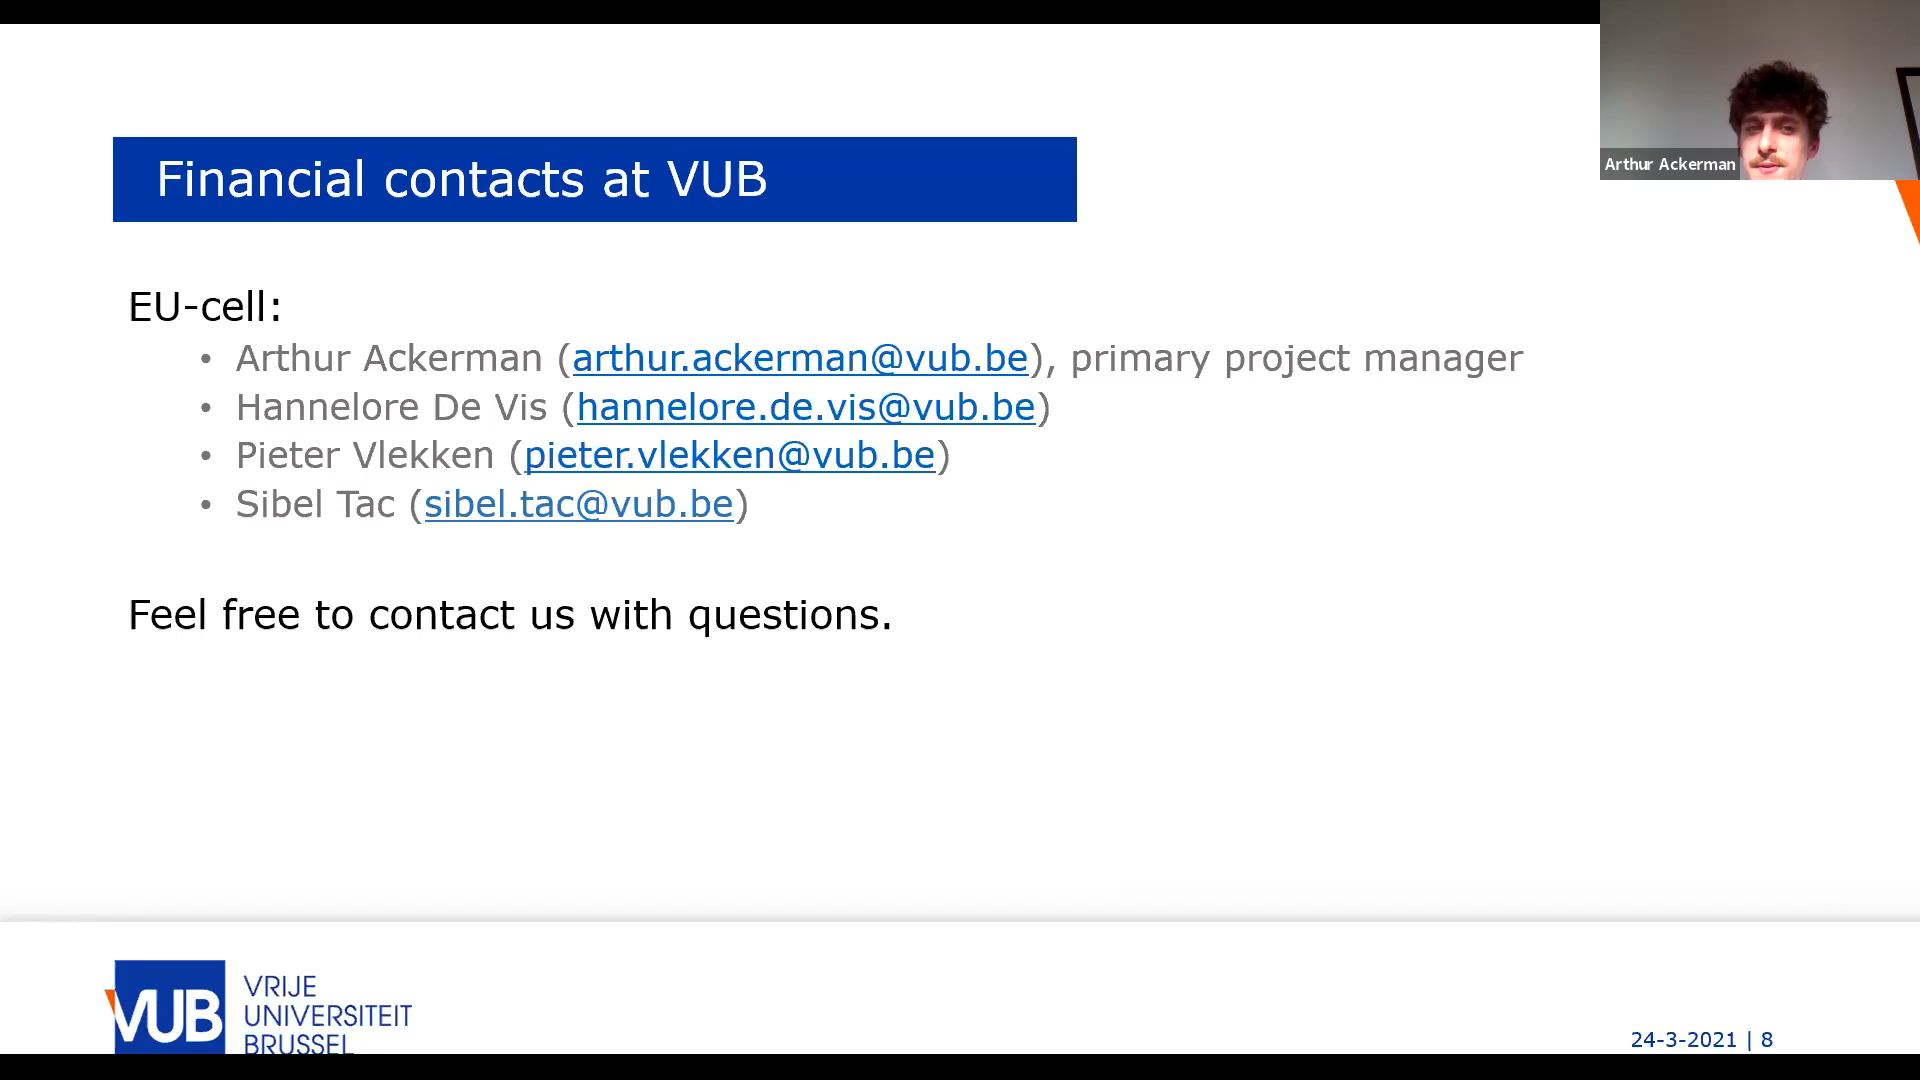 Arthur Ackerman
Financial contacts at VUB
EU-cell:
• Arthur Ackerman (arthur.ackerman@vub.be), primary project manager
• Hannelore De Vis (hannelore.de.vis@vub.be)
• Pieter Vlekken (pieter.vlekken@vub.be)
• Sibel Tac (sibel.tac@vub.be)
Feel free to contact us with questions.
VUB
VRIJE
UNIVERSITEIT
BRUSSEL
24-3-2021 | 8